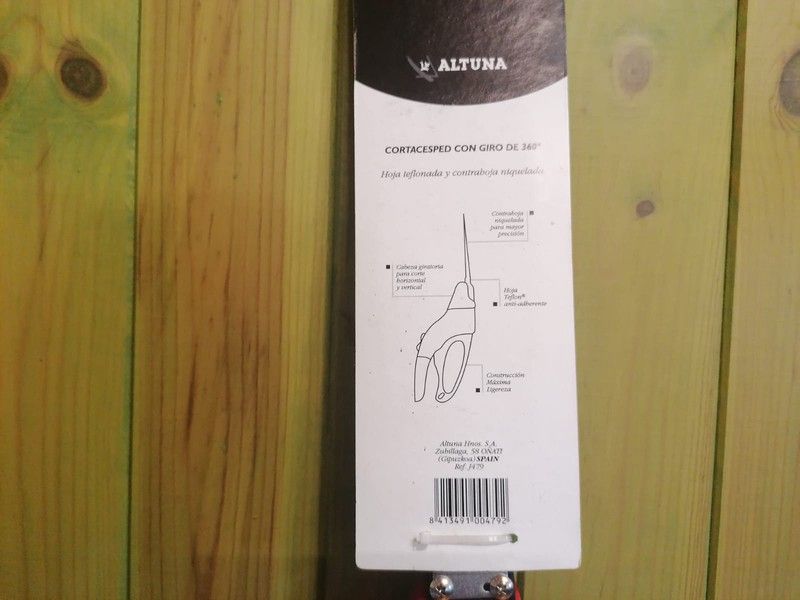 ALTUNA
CORTACESPED CON GIRO DE 360°
Hoja teflonada y contrahoja niquelada
Contrahoja
niquelada
para mayor
precisión
Cabeza giratoria
para corte
horizontal
y vertical
Hoja
Teflon®
anti-adherente
Construcción
Máxima
Ligereza
Altuna Hnos. S.A.
Zubillaga, 58 OÑATI
(Gipuzkoa) SPAIN
Ref. J479
8 413491 004792